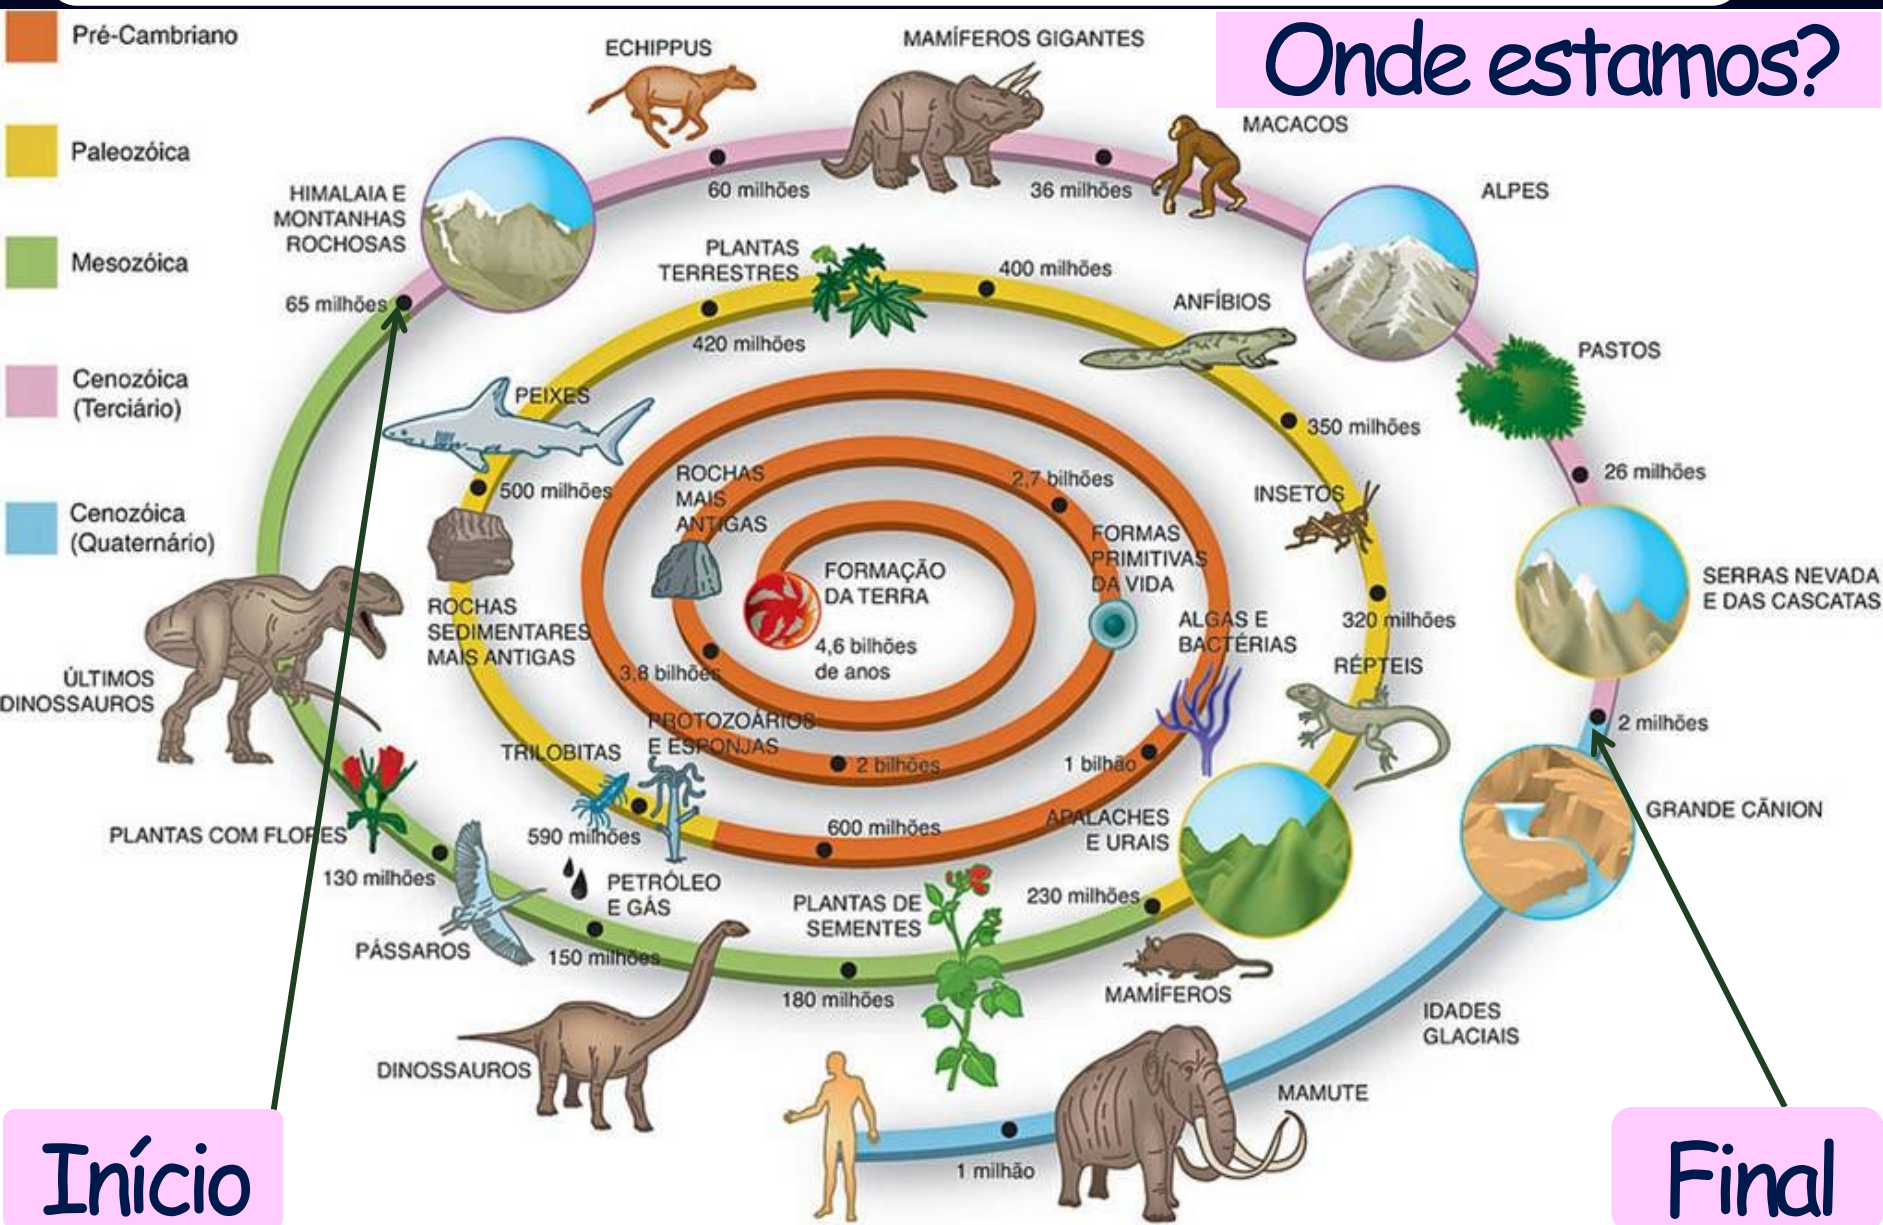 Onde estamos?
Pré-Cambriano
Paleozóica
Mesozóica
Cenozóica
(Terciário)
Cenozóica
(Quaternário)
ECHIPPUS
MAMÍFEROS GIGANTES
MACACOS
60 milhões
36 milhões
HIMALAIA E
MONTANHAS
ROCHOSAS
ALPES
65 milhões
PLANTAS
TERRESTRES
400 milhões
ANFÍBIOS
420 milhões
PASTOS
PEIXES
350 milhões
26 milhões
500 milhões
ROCHAS
MAIS
ANTIGAS
2,7 bilhões
INSETOS
FORMAS
PRIMITIVAS
DA VIDA
FORMAÇÃO
DA TERRA
SERRAS NEVADA
E DAS CASCATAS
ROCHAS
SEDIMENTARES
MAIS ANTIGAS
ALGAS E
BACTÉRIAS
320 milhões
4,6 bilhões
de anos
3,8 bilhões
RÉPTEIS
ÚLTIMOS
DINOSSAUROS
PROTOZOÁRIOS
E ESPONJAS
2 milhões
TRILOBITAS
2 bilhões
1 bilhão
GRANDE CÃNION
PLANTAS COM FLORES
590 milhões
600 milhões
APALACHES
E URAIS
130 milhões
PETRÓLEO
E GÁS
PLANTAS DE
SEMENTES
230 milhões
PÁSSAROS
150 milhões
180 milhões
MAMÍFEROS
IDADES
GLACIAIS
DINOSSAUROS
MAMUTE
1 milhão
Início
Final